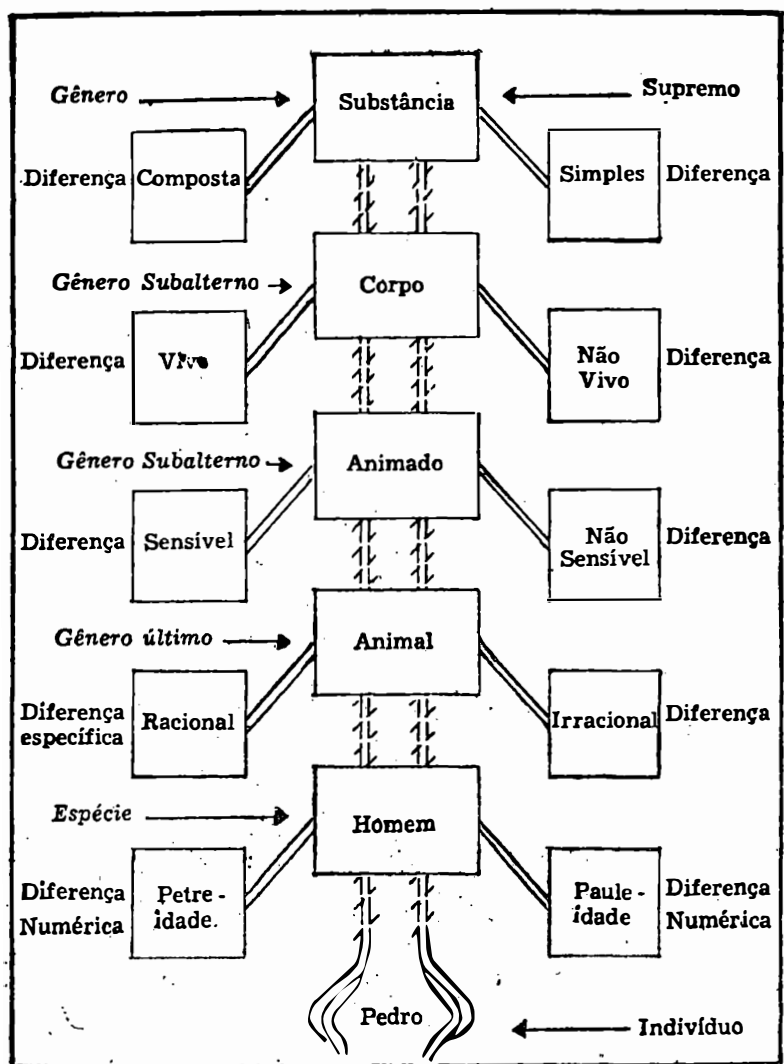 Gênero
Substância
Supremo
Diferença
Composta
Simples
Diferença
Gênero Subalterno
Corpo
Diferença
Vivo
Não
Vivo
Diferença
Gênero Subalterno
Animado
Diferença
Sensível
Não
Sensível
Diferença
Gênero último
Animal
Diferença
específica
Racional
Irracional
Diferença
Espécie
Homem
Diferença
Numérica
Petre-
idade.
Paule-
idade
Diferença
Numérica
Pedro
Indivíduo